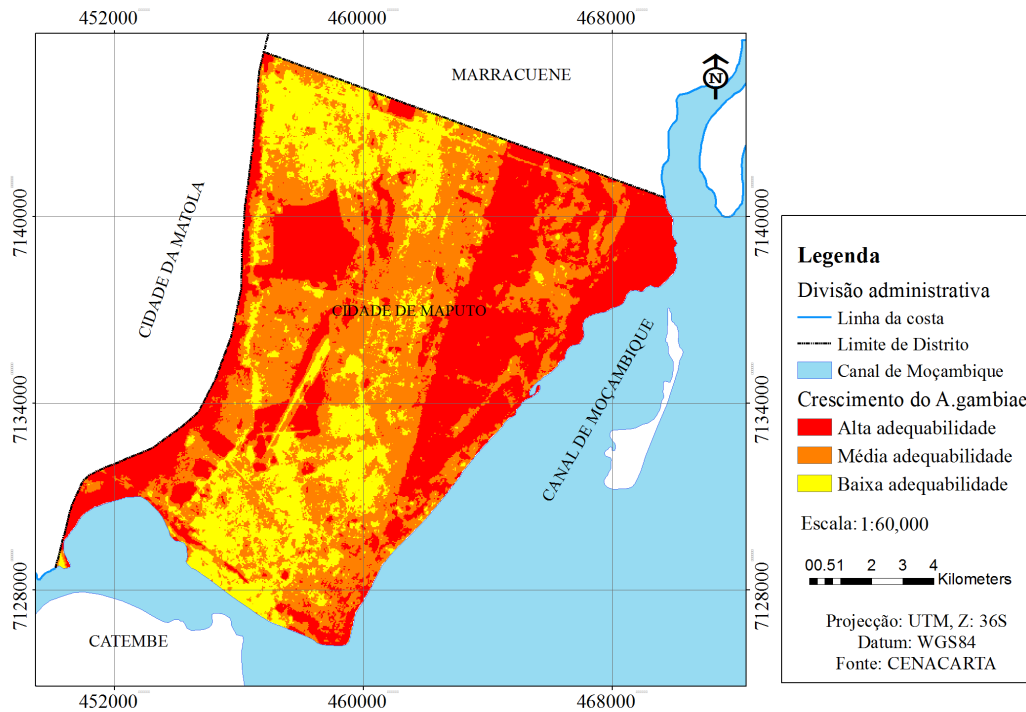 452000
460000
468000
MARRACUENE
N
7140000
7140000
CIDADE DA MATOLA
CIDADE DE MAPUTO
CANAL DE MOÇAMBIQUE
7134000
7134000
7128000
7128000
CATEMBE
452000
460000
468000
Legenda
Divisão administrativa
Linha da costa
Limite de Distrito
Canal de Moçambique
Crescimento do A.gambiae
Alta adequabilidade
Média adequabilidade
Baixa adequabilidade
Escala: 1:60,000
00.51 2 3 4 Kilometers
Projecção: UTM, Z: 36S
Datum: WGS84
Fonte: CENACARTA